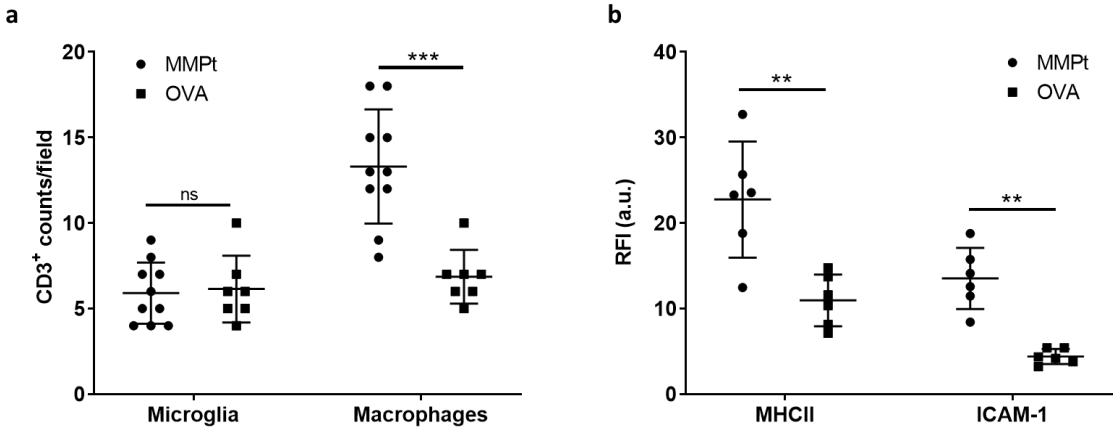 a
CD3+ counts/field
20
15
10
5
0
MMPt
OVA
ns
***
Microglia
Macrophages
b
RFI (a.u.)
40
30
20
10
0
MMPt
OVA
**
**
MHCII
ICAM-1